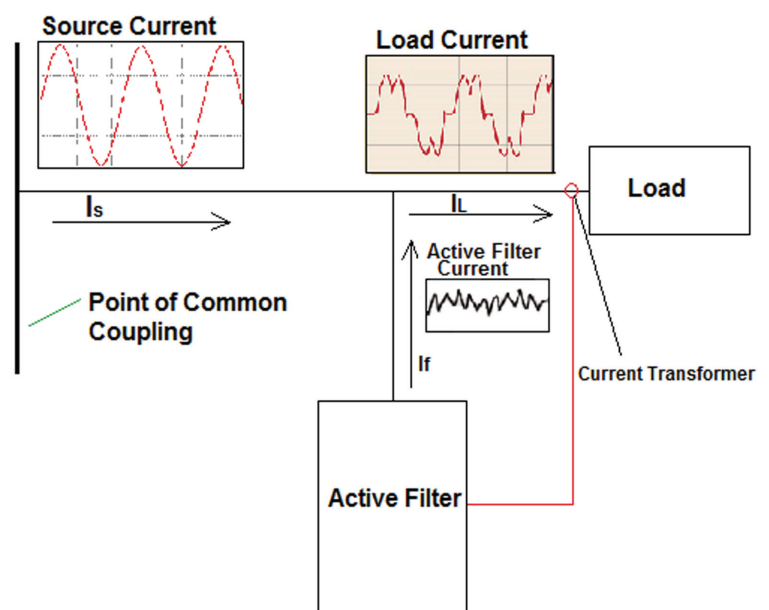 Source Current
Load Current
Is
IL
Load
Active Filter
Current
Point of Common
Coupling
If
Current Transformer
Active Filter